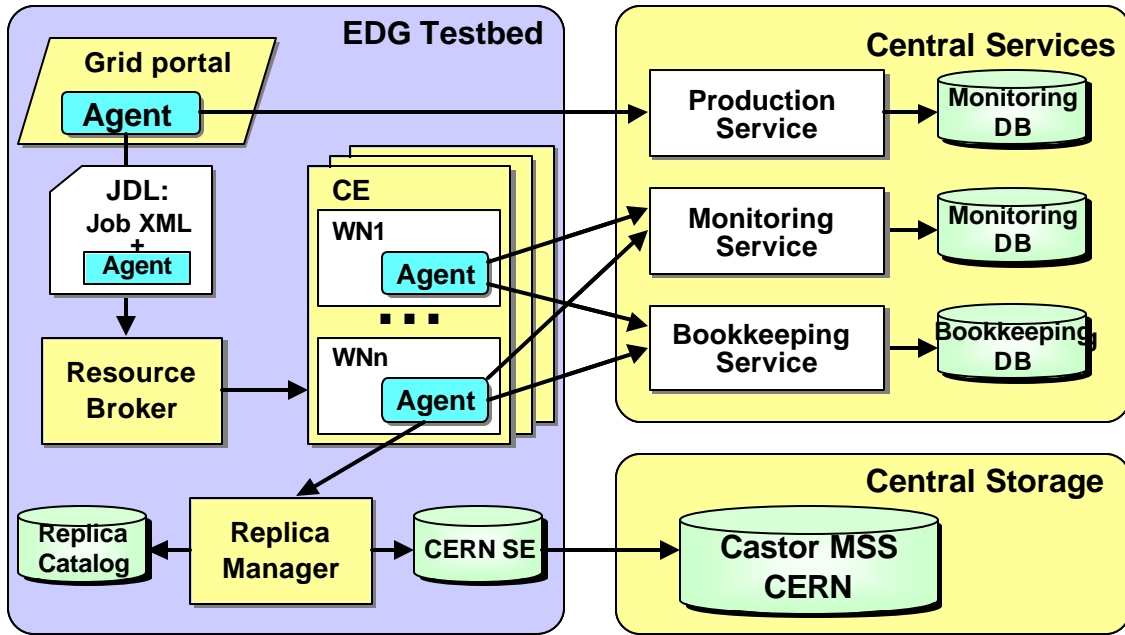 EDG Testbed
Grid portal
Agent
JDL:
Job XML
+
Agent
Resource
Broker
CE
WN1
Agent
...
WNn
Agent
Replica
Catalog
Replica
Manager
CERN SE
Central Services
Production
Service
Monitoring
DB
Monitoring
Service
Monitoring
DB
Bookkeeping
Service
Bookkeeping
DB
Central Storage
Castor MSS
CERN